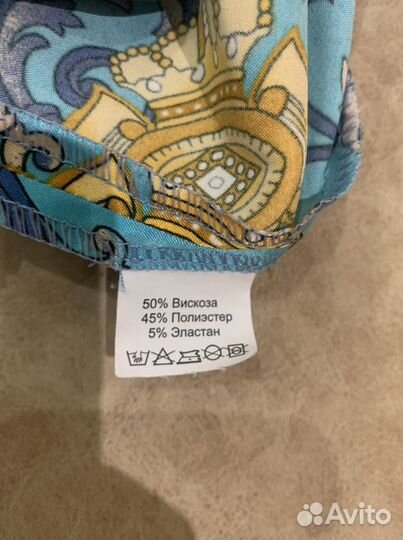 50% Вискоза
45% Полиэстер
5% Эластан
Avito